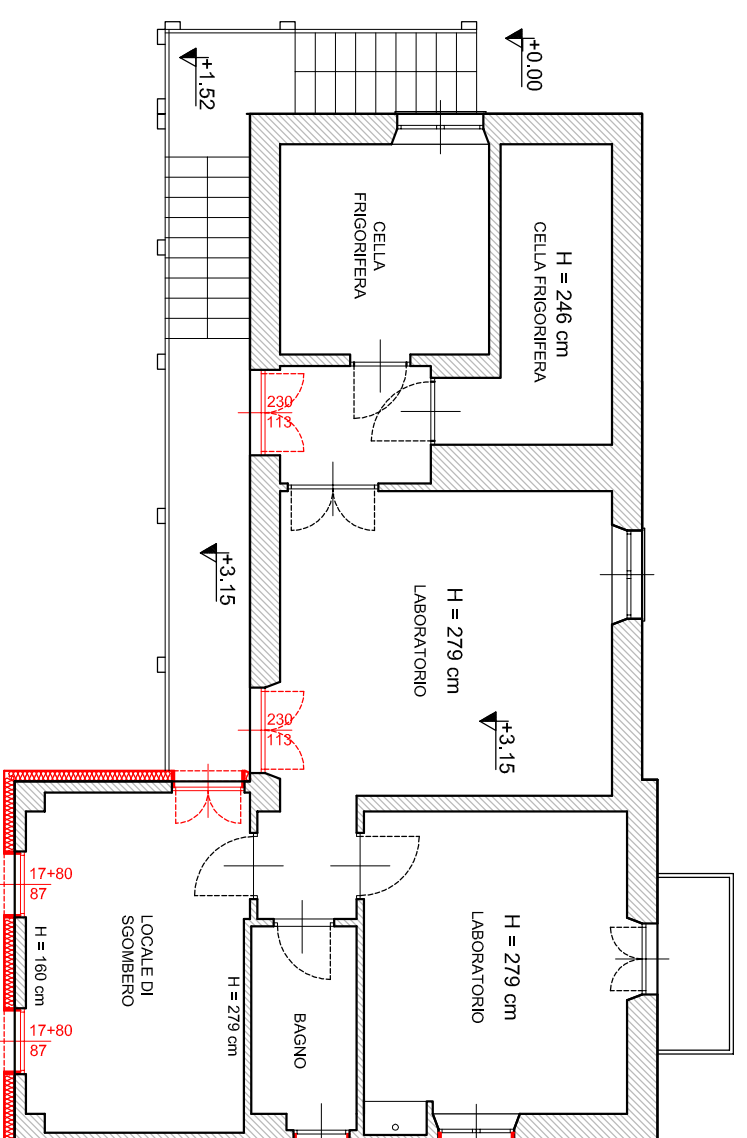 +0.00
+1.52
H = 246 cm
CELLA FRIGORIFERA
CELLA
FRIGORIFERA
230
113
+3.15
H = 279 cm
LABORATORIO
+3.15
230
113
17+80
87
H = 160 cm
LOCALE DI
SGOMBERO
H = 279 cm
BAGNO
H = 279 cm
LABORATORIO
17+80
87